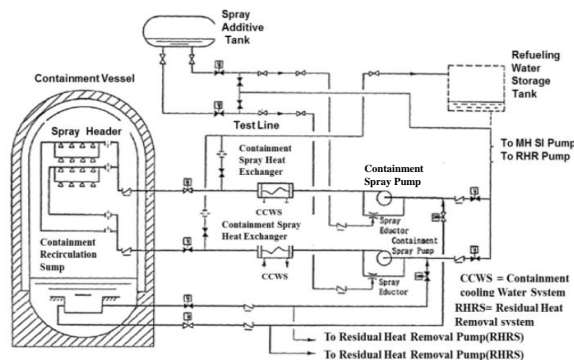 Spray
Additive
Tank
Refueling
Water
Storage
Tank
Containment Vessel
Spray Header
Test Line
Containment
Spray Heat
Exchanger
Containment
Spray Pump
To MH SI Pump
To RHR Pump
CCWS
Spray
Eductor
Containment Spray
Heat Exchanger
Containment
Spray Pump
Containment
Recirculation
Sump
CCWS
Spray
Eductor
CCWS = Containment
cooling Water System
RHRS= Residual Heat
Removal system
To Residual Heat Removal Pump(RHRS)
To Residual Heat Removal Pump(RHRS)